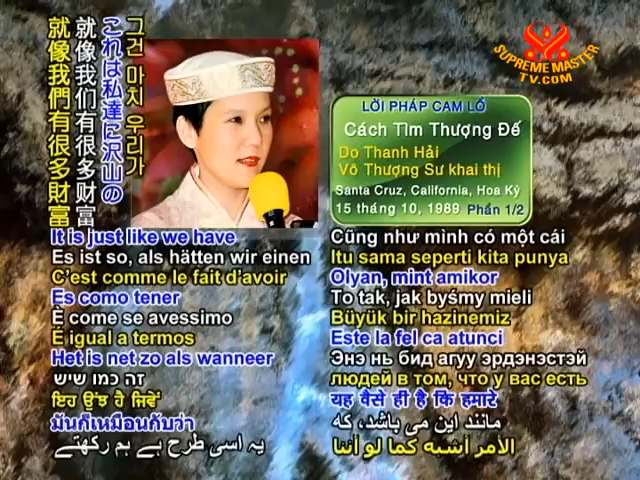 SUPREME MASTER
TV.COM
그건 마치 우리가
これは私達に沢山の
就像我们有很多财富
就像我們有很多財富
LỜI PHÁP CAM LỒ
Cách Tìm Thượng Đế
Do Thanh Hải
Vô Thượng Sư khai thị
Santa Cruz, California, Hoa Kỳ
15 tháng 10, 1989 Phần 1/2
It is just like we have
Es ist so, als hätten wir einen
C'est comme le fait d'avoir
Es como tener
È come se avessimo
É igual a termos
Het is net zo als wanneer
זה כמו שיש
ਇਹ ਉਂਝ ਹੈ ਜਿਵੇਂ
มันก็เหมือนกับว่า
یہ اسی طرح ہے ہم رکھتے
Cũng như mình có một cái
Itu sama seperti kita punya
Olyan, mint amikor
To tak, jak byśmy mieli
Büyük bir hazinemiz
Este la fel ca atunci
Энэ нь бид агуу эрдэнэстэй
людей в том, что у вас есть
यह वैसे ही है कि हमारे
مانند این می باشد، که
الأمر أشبه كما لو أننا